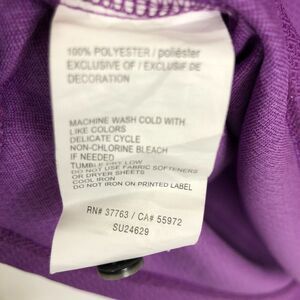 100% POLYESTER / poliéster
EXCLUSIVE OF / EXCLUSIF DE
DECORATION
MACHINE WASH COLD WITH
LIKE COLORS
DELICATE CYCLE
NON-CHLORINE BLEACH
IF NEEDED
TUMBLE DRY LOW
DO NOT USE FABRIC SOFTENERS
OR DRYER SHEETS
COOL IRON
DO NOT IRON ON PRINTED LABEL
RN# 37763 / CA# 55972
SU24629